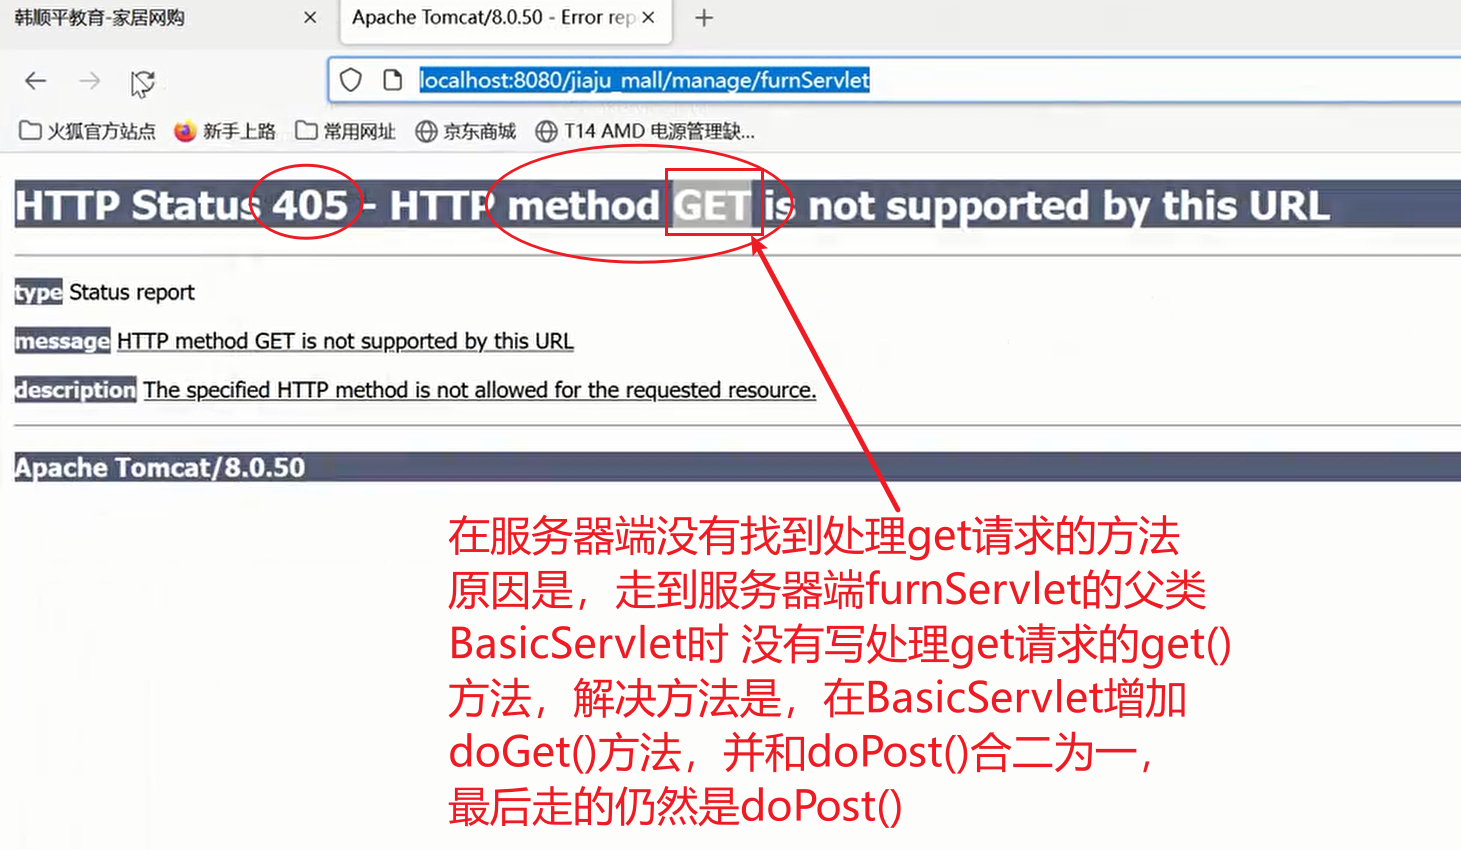 韩顺平教育-家居网购
Apache Tomcat/8.0.50 - Error rep
localhost:8080/jiaju_mall/manage/furnServlet
火狐官方站点 新手上路 常用网址 京东商城 T14 AMD 电源管理缺...
HTTP Status 405 - HTTP method GET is not supported by this URL
type Status report
message HTTP method GET is not supported by this URL
description The specified HTTP method is not allowed for the requested resource.
Apache Tomcat/8.0.50
在服务器端没有找到处理get请求的方法
原因是，走到服务器端furnServlet的父类
BasicServlet时 没有写处理get请求的get()
方法，解决方法是，在BasicServlet增加
doGet()方法，并和doPost()合二为一，
最后走的仍然是doPost()